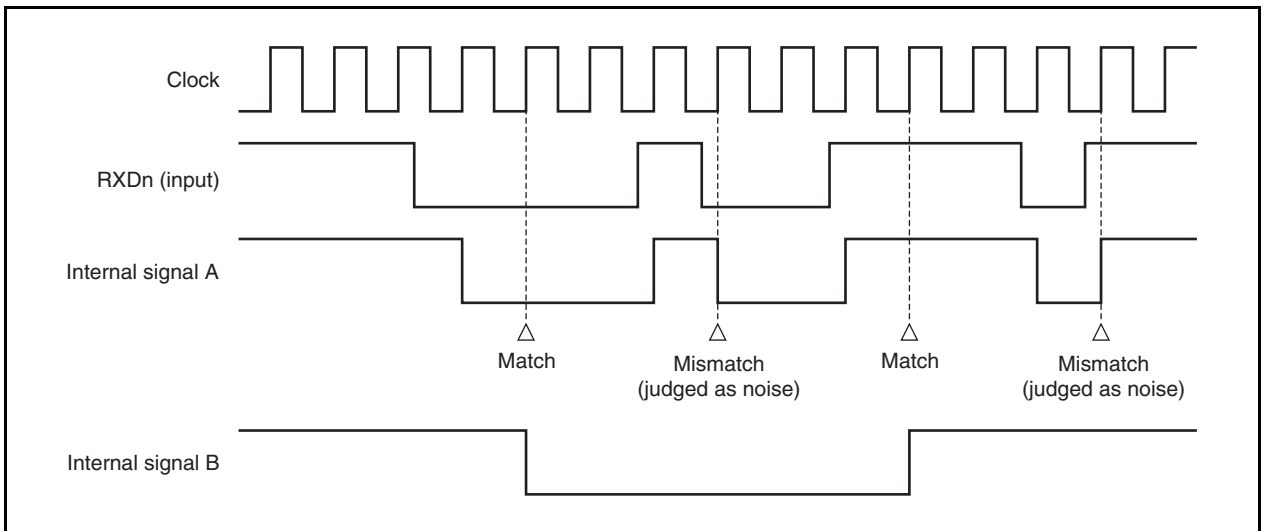 Clock
RXDn (input)
Internal signal A
Match
Mismatch
(judged as noise)
Match
Mismatch
(judged as noise)
Internal signal B